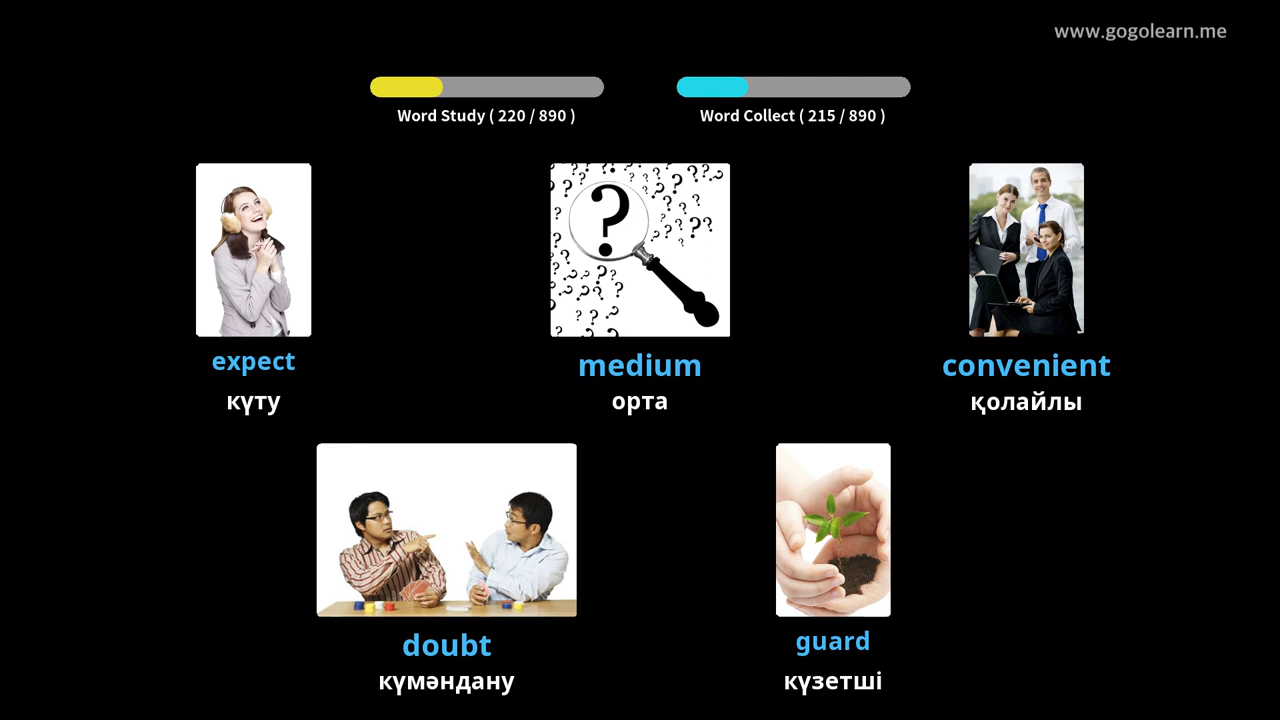 www.gogolearn.me
Word Study ( 220 / 890 )
Word Collect ( 215 / 890 )
expect
күту
medium
орта
convenient
қолайлы
doubt
күмәндану
guard
күзетші